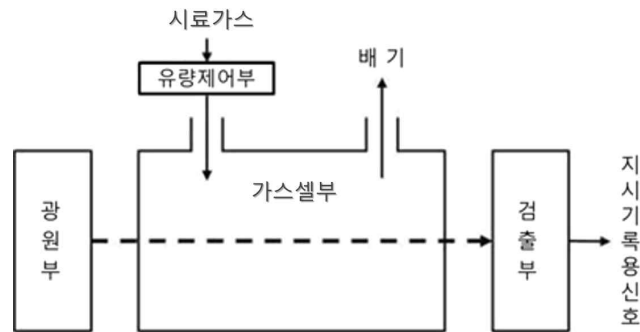 시료가스
유량제어부
배 기
가스셀부
광원부
검출부
지시기록용신호